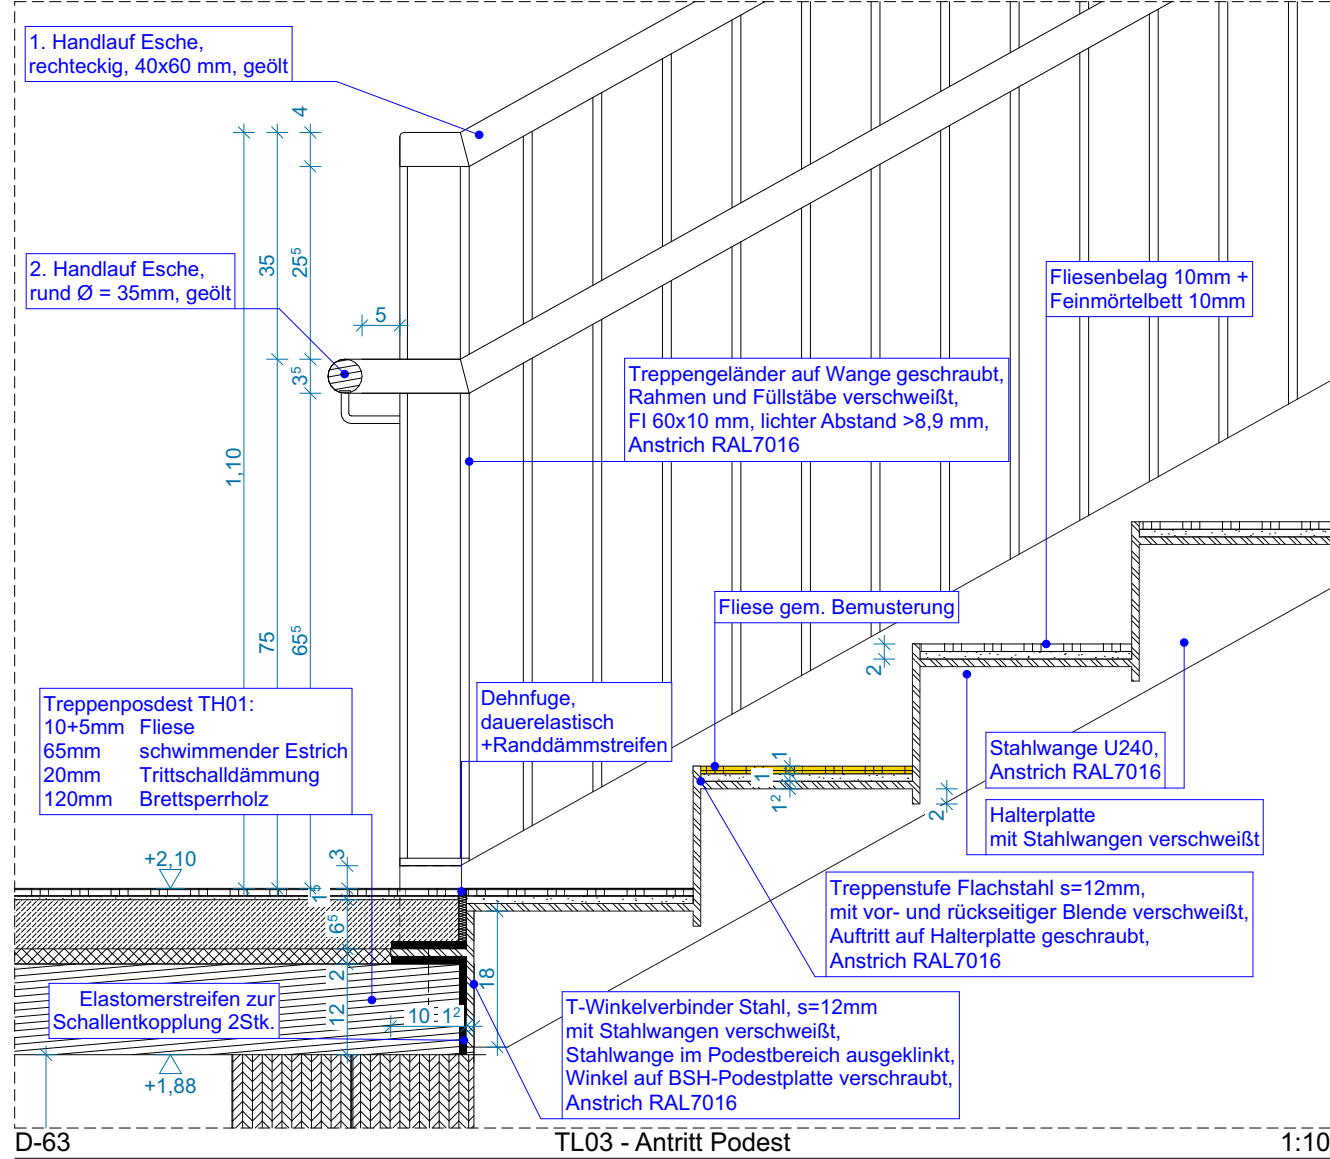 1. Handlauf Esche,
rechteckig, 40x60 mm, geölt
4
35
25⁵
2. Handlauf Esche,
rund Ø = 35mm, geölt
5
3⁵
1,10
Fliesenbelag 10mm +
Feinmörtelbett 10mm
Treppengeländer auf Wange geschraubt,
Rahmen und Füllstäbe verschweißt,
Fl 60x10 mm, lichter Abstand >8,9 mm,
Anstrich RAL7016
Fliese gem. Bemusterung
75
65⁵
2
Treppenposdest TH01:
10+5mm Fliese
65mm schwimmender Estrich
20mm Trittschalldämmung
120mm Brettsperrholz
Dehnfuge,
dauerelastisch
+Randdämmstreifen
Stahlwange U240,
Anstrich RAL7016
1
1
1²
2
Halterplatte
mit Stahlwangen verschweißt
+2,10
3
1⁵
6⁵
2
12
Treppenstufe Flachstahl s=12mm,
mit vor- und rückseitiger Blende verschweißt,
Auftritt auf Halterplatte geschraubt,
Anstrich RAL7016
18
Elastomerstreifen zur
Schallentkopplung 2Stk.
10 1²
T-Winkelverbinder Stahl, s=12mm
mit Stahlwangen verschweißt,
Stahlwange im Podestbereich ausgeklinkt,
Winkel auf BSH-Podestplatte verschraubt,
Anstrich RAL7016
+1,88
D-63 TL03 - Antritt Podest 1:10